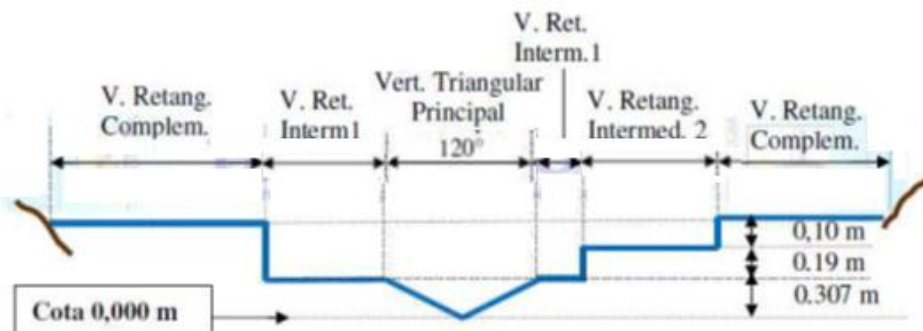 V. Ret.
Interm.1
V. Retang.
Complem.
V. Ret.
Interm1
Vert. Triangular
Principal
120°
V. Retang.
Intermed. 2
V. Retang.
Complem.
0,10 m
0.19 m
0.307 m
Cota 0,000 m